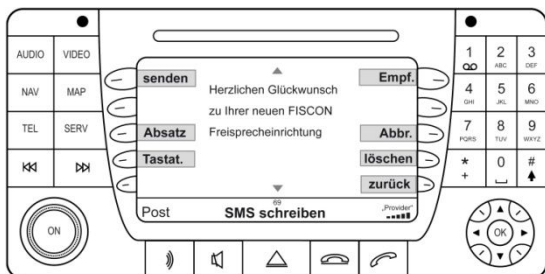 AUDIO VIDEO
NAV MAP
TEL SERV
ON
senden
Absatz
Tastat.
Herzlichen Glückwunsch
zu Ihrer neuen FISCON
Freisprecheinrichtung
Empf.
Abbr.
löschen
zurück
69
Post SMS schreiben „Provider“
1 2 ABC 3 DEF
4 GHI 5 JKL 6 MNO
7 PQRS 8 TUV 9 WXYZ
* + 0 #
OK